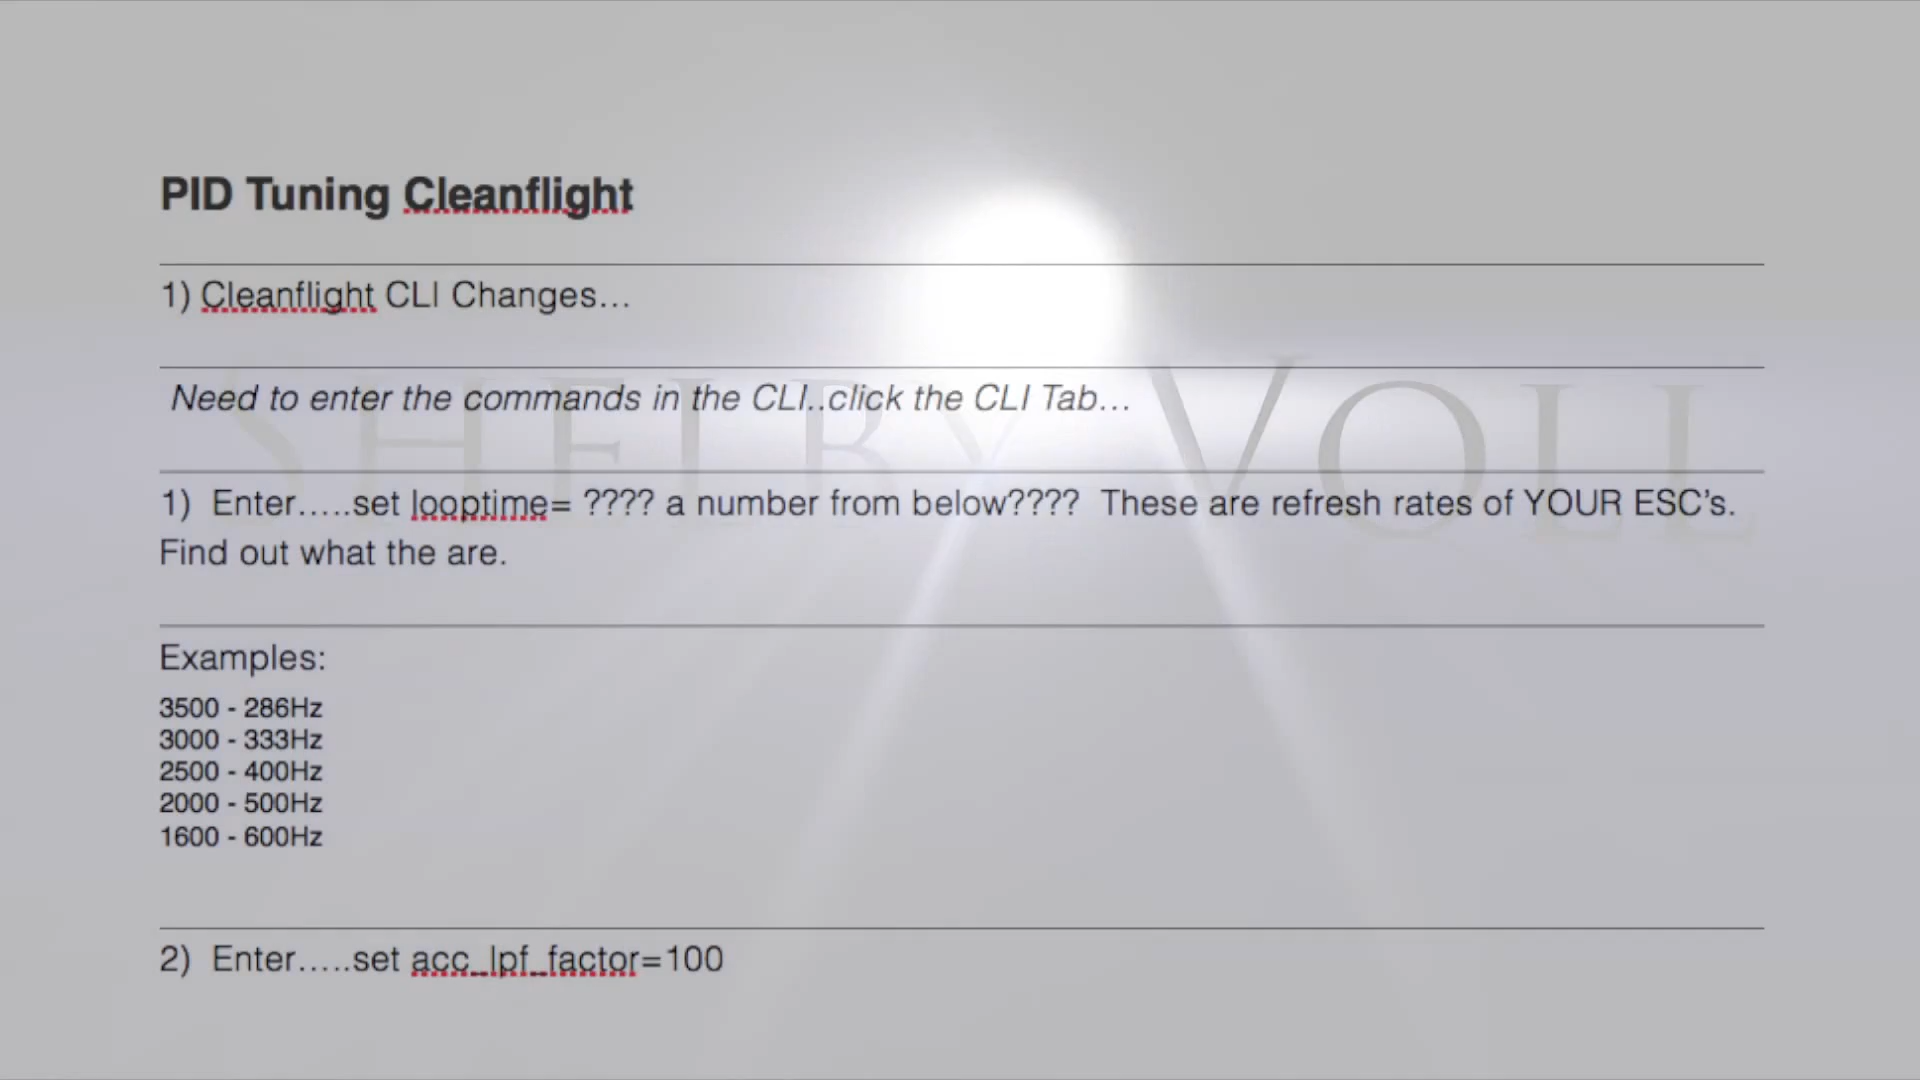 PID Tuning Cleanflight
1) Cleanflight CLI Changes...
Need to enter the commands in the CLI..click the CLI Tab...
SHELBY VOLL
1)  Enter.....set looptime= ???? a number from below????  These are refresh rates of YOUR ESC's.
Find out what the are.
Examples:
3500 - 286Hz
3000 - 333Hz
2500 - 400Hz
2000 - 500Hz
1600 - 600Hz
2)  Enter.....set acc_lpf_factor=100